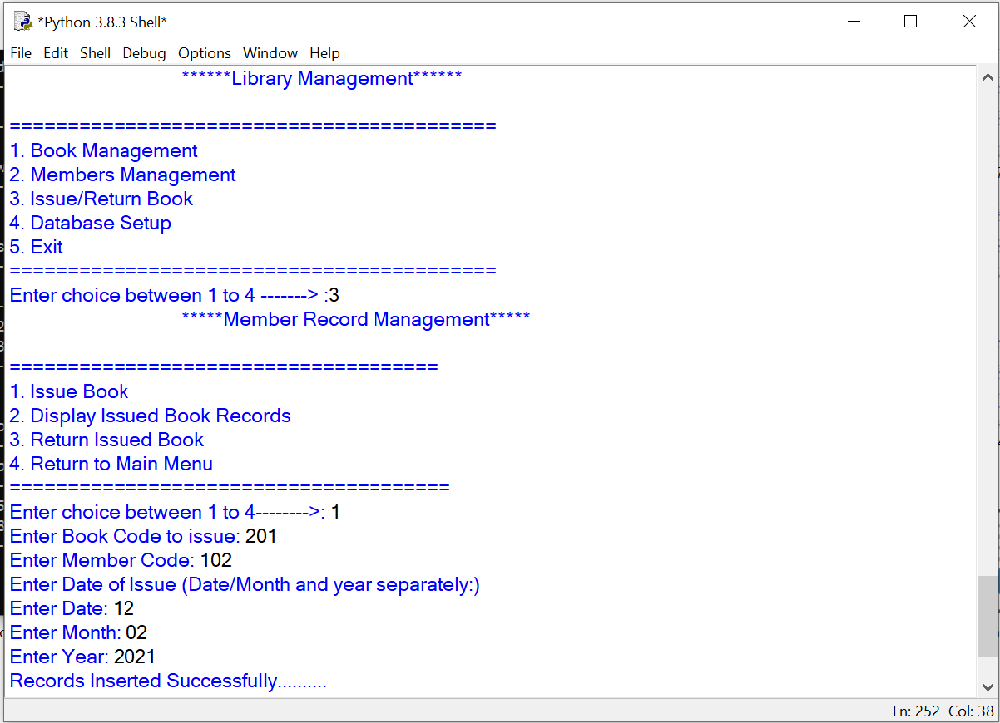 *Python 3.8.3 Shell*
File Edit Shell Debug Options Window Help
******Library Management******
==========================================
1. Book Management
2. Members Management
3. Issue/Return Book
4. Database Setup
5. Exit
==========================================
Enter choice between 1 to 4 -------> :3
*****Member Record Management*****
=====================================
1. Issue Book
2. Display Issued Book Records
3. Return Issued Book
4. Return to Main Menu
======================================
Enter choice between 1 to 4-------->: 1
Enter Book Code to issue: 201
Enter Member Code: 102
Enter Date of Issue (Date/Month and year separately:)
Enter Date: 12
Enter Month: 02
Enter Year: 2021
Records Inserted Successfully..........
Ln: 252 Col: 38